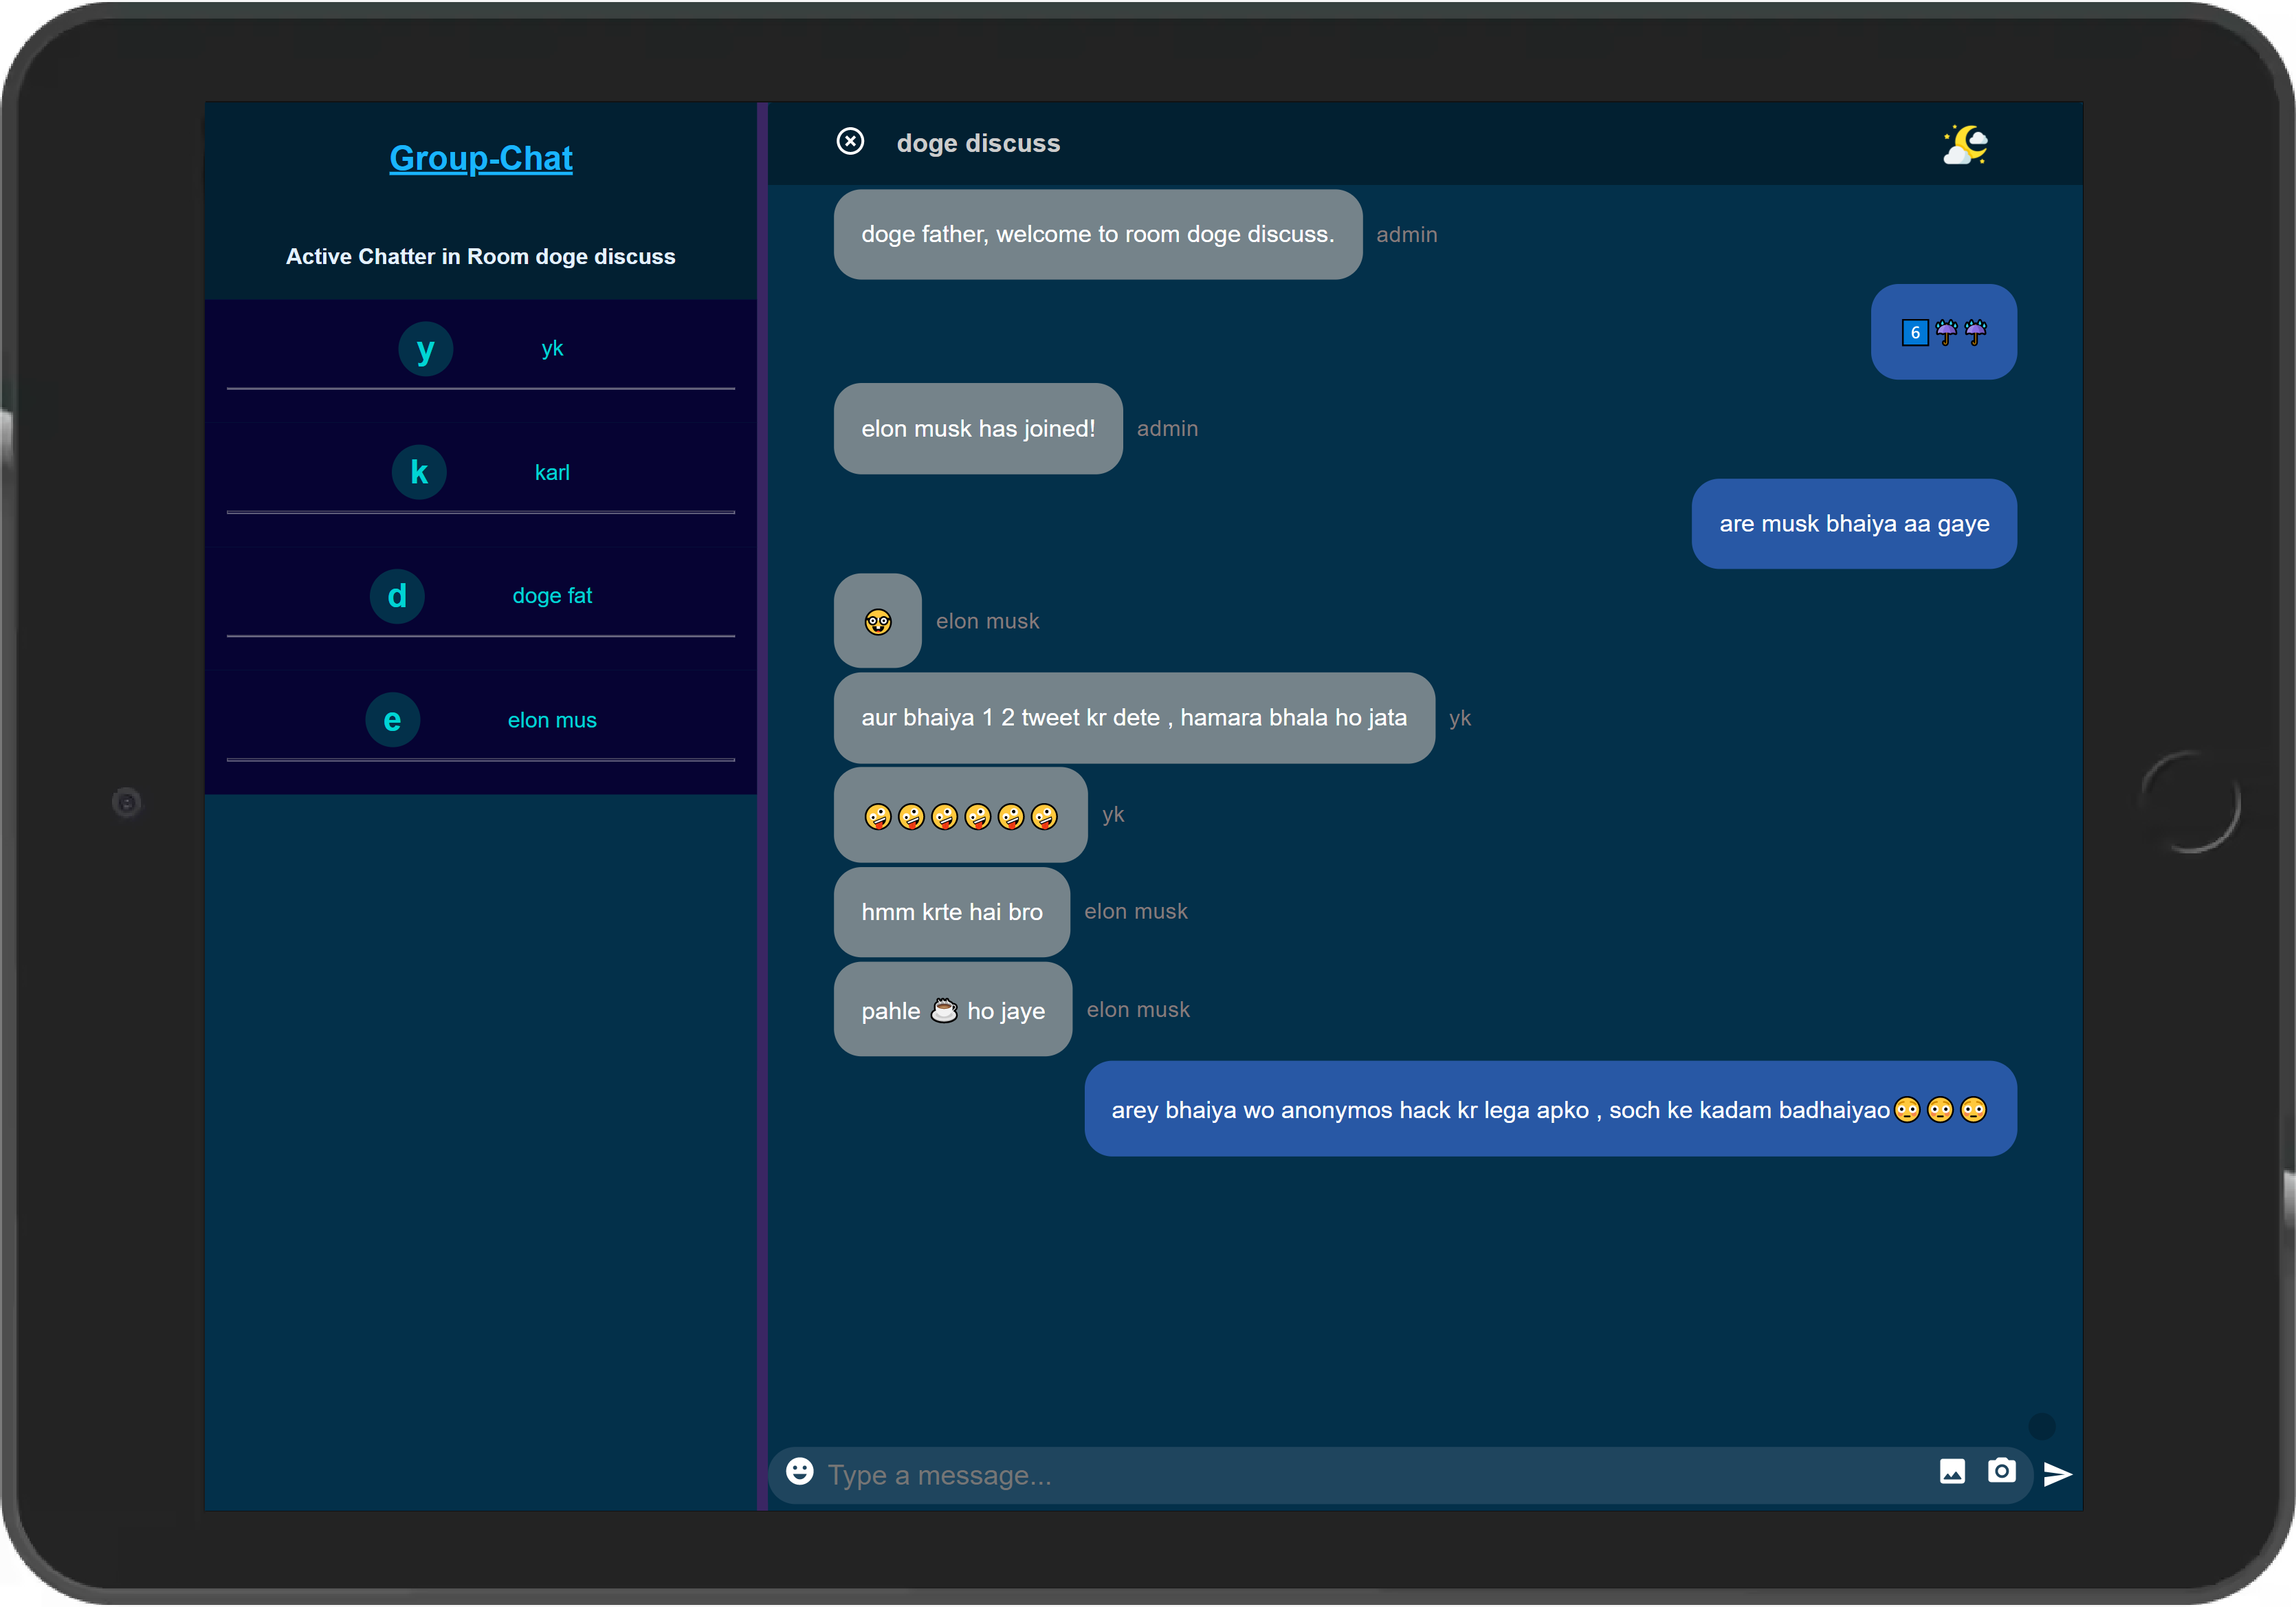 Group-Chat
Active Chatter in Room doge discuss
y yk
k karl
d doge fat
e elon mus
doge discuss
doge father, welcome to room doge discuss. admin
6️⃣☔☔
elon musk has joined! admin
are musk bhaiya aa gaye
🤓 elon musk
aur bhaiya 1 2 tweet kr dete , hamara bhala ho jata yk
🤪🤪🤪🤪🤪🤪 yk
hmm krte hai bro elon musk
pahle ☕ ho jaye elon musk
arey bhaiya wo anonymos hack kr lega apko , soch ke kadam badhaiyao😳😳😳
Type a message...